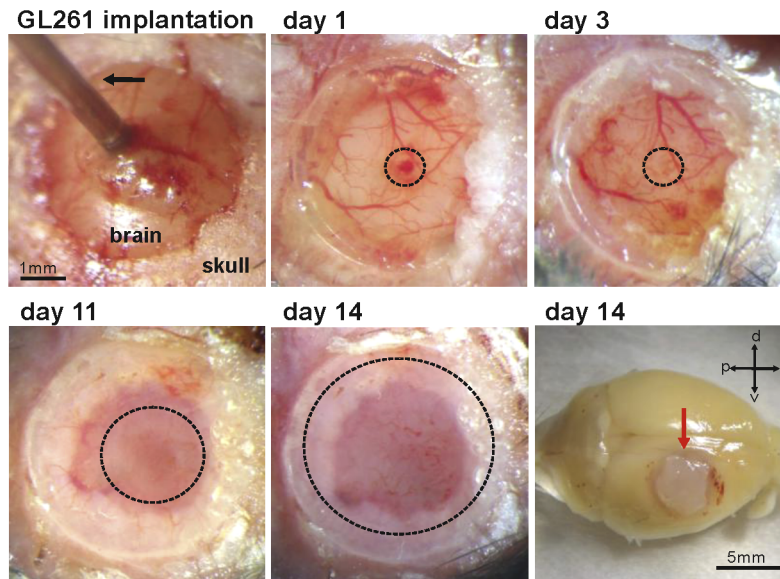 GL261 implantation
day 1
day 3
brain
skull
1mm
day 11
day 14
day 14
d
p
v
5mm